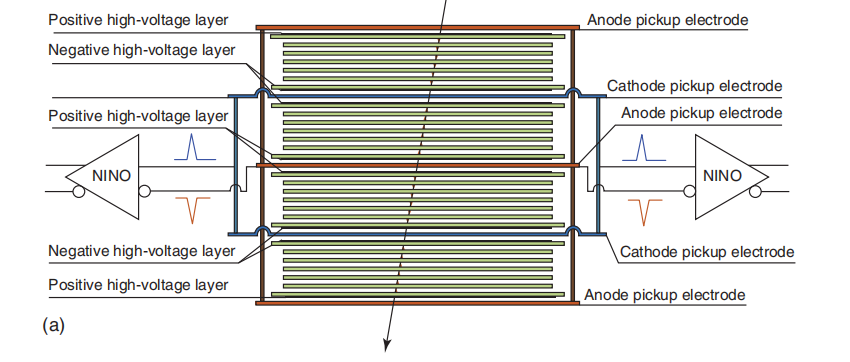 Positive high-voltage layer
Anode pickup electrode
Negative high-voltage layer
Cathode pickup electrode
Positive high-voltage layer
Anode pickup electrode
NINO
NINO
Negative high-voltage layer
Cathode pickup electrode
Positive high-voltage layer
Anode pickup electrode
(a)